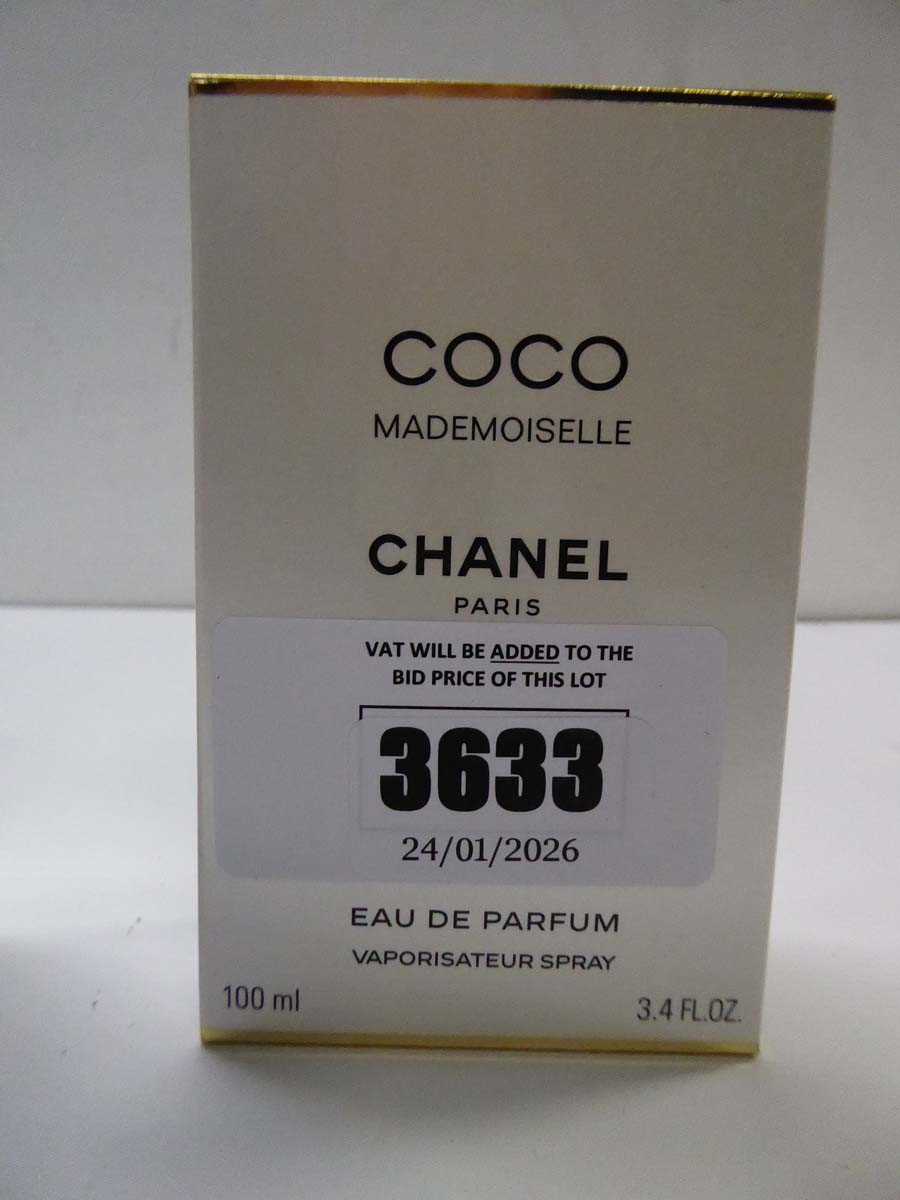 COCO
MADEMOISELLE
CHANEL
PARIS
VAT WILL BE ADDED TO THE
BID PRICE OF THIS LOT
3633
24/01/2026
EAU DE PARFUM
VAPORISATEUR SPRAY
100 ml
3.4 FL.OZ.